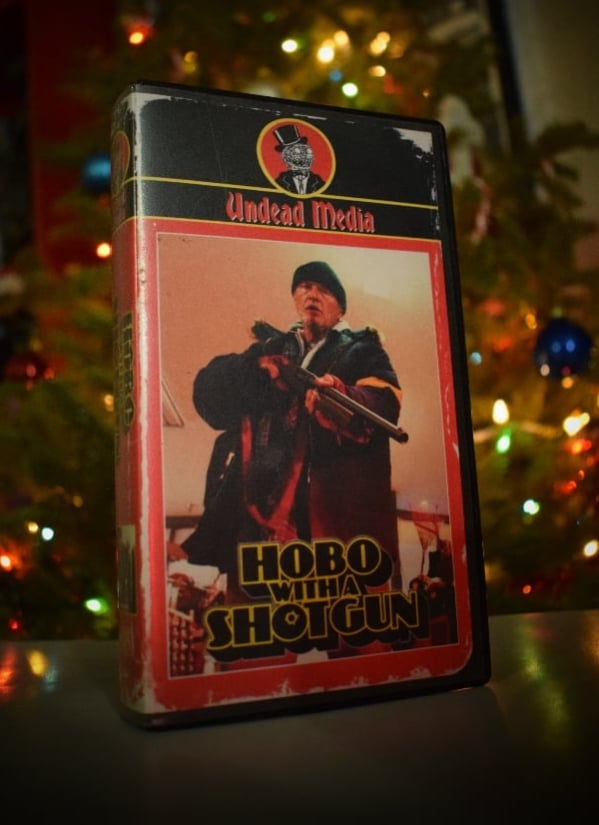 Undead Media
HOBO
WITH A
SHOTGUN